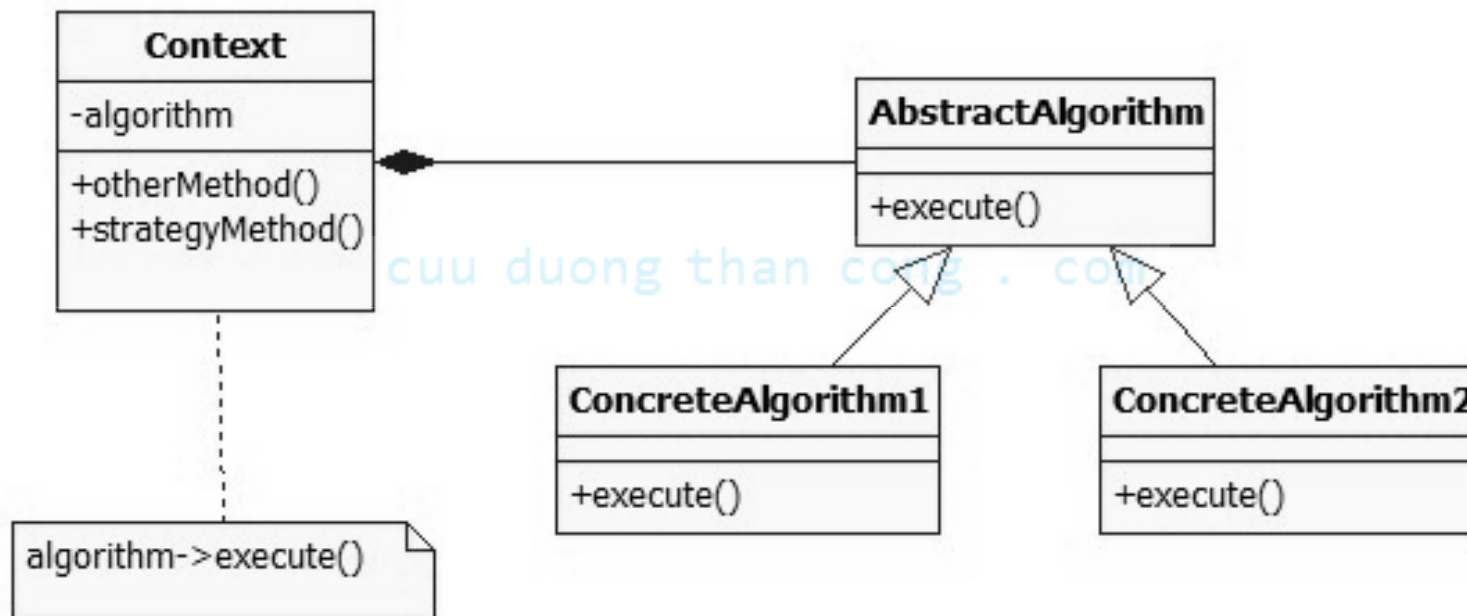 Context
-algorithm
+otherMethod()
+strategyMethod()
AbstractAlgorithm
+execute()
cuu duong than cong . com
ConcreteAlgorithm1
+execute()
ConcreteAlgorithm2
+execute()
algorithm->execute()